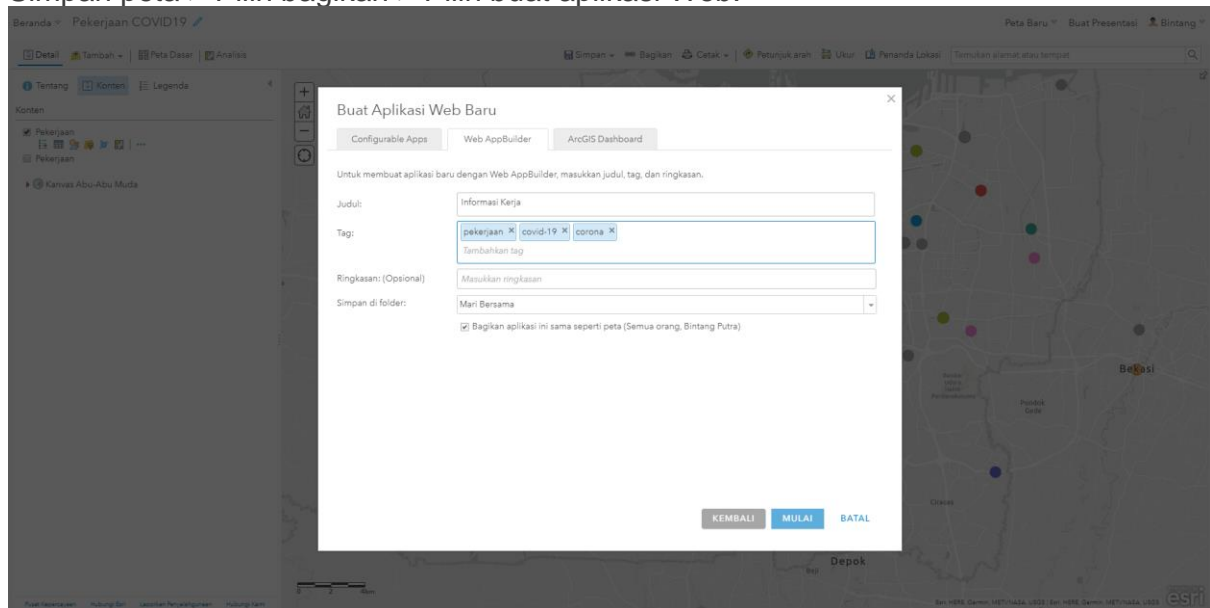 Simpan peta > Pilih bagikan > Pilih buat aplikasi Web.
Beranda Pekerjaan COVID19
Peta Baru Buat Presentasi Bintang
Detail Tambah Peta Dasar Analisis
Simpan Bagikan Cetak Petunjuk arah Ukur Penanda Lokasi Temukan alamat atau tempat
Tentang Konten Legenda
Konten
Pekerjaan
Pekerjaan
Kanvas Abu-Abu Muda
Buat Aplikasi Web Baru
Configurable Apps Web AppBuilder ArcGIS Dashboard
Untuk membuat aplikasi baru dengan Web AppBuilder, masukkan judul, tag, dan ringkasan.
Judul: Informasi Kerja
Tag: pekerjaan × covid-19 × corona ×
Tambahkan tag
Ringkasan: (Opsional) Masukkan ringkasan
Simpan di folder: Mari Bersama
Bagikan aplikasi ini sama seperti peta (Semua orang, Bintang Putra)
KEMBALI MULAI BATAL
Bekasi
Pondok
Gede
Ciracas
Depok
Beji
esri